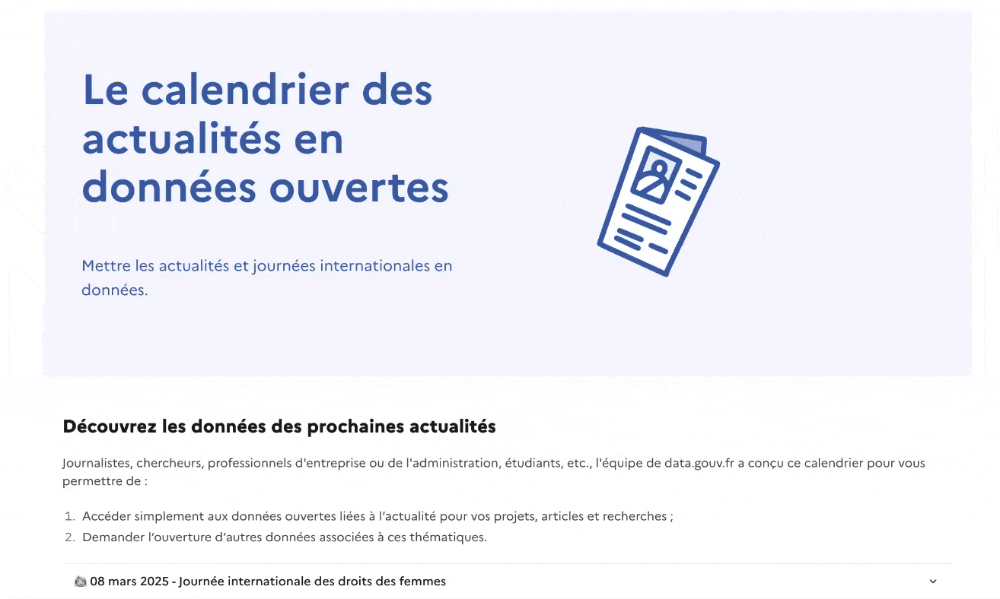 Le calendrier des
actualités en
données ouvertes
Mettre les actualités et journées internationales en
données.
Découvrez les données des prochaines actualités
Journalistes, chercheurs, professionnels d'entreprise ou de l'administration, étudiants, etc., l'équipe de data.gouv.fr a conçu ce calendrier pour vous
permettre de :
1. Accéder simplement aux données ouvertes liées à l'actualité pour vos projets, articles et recherches ;
2. Demander l'ouverture d'autres données associées à ces thématiques.
08 mars 2025 - Journée internationale des droits des femmes